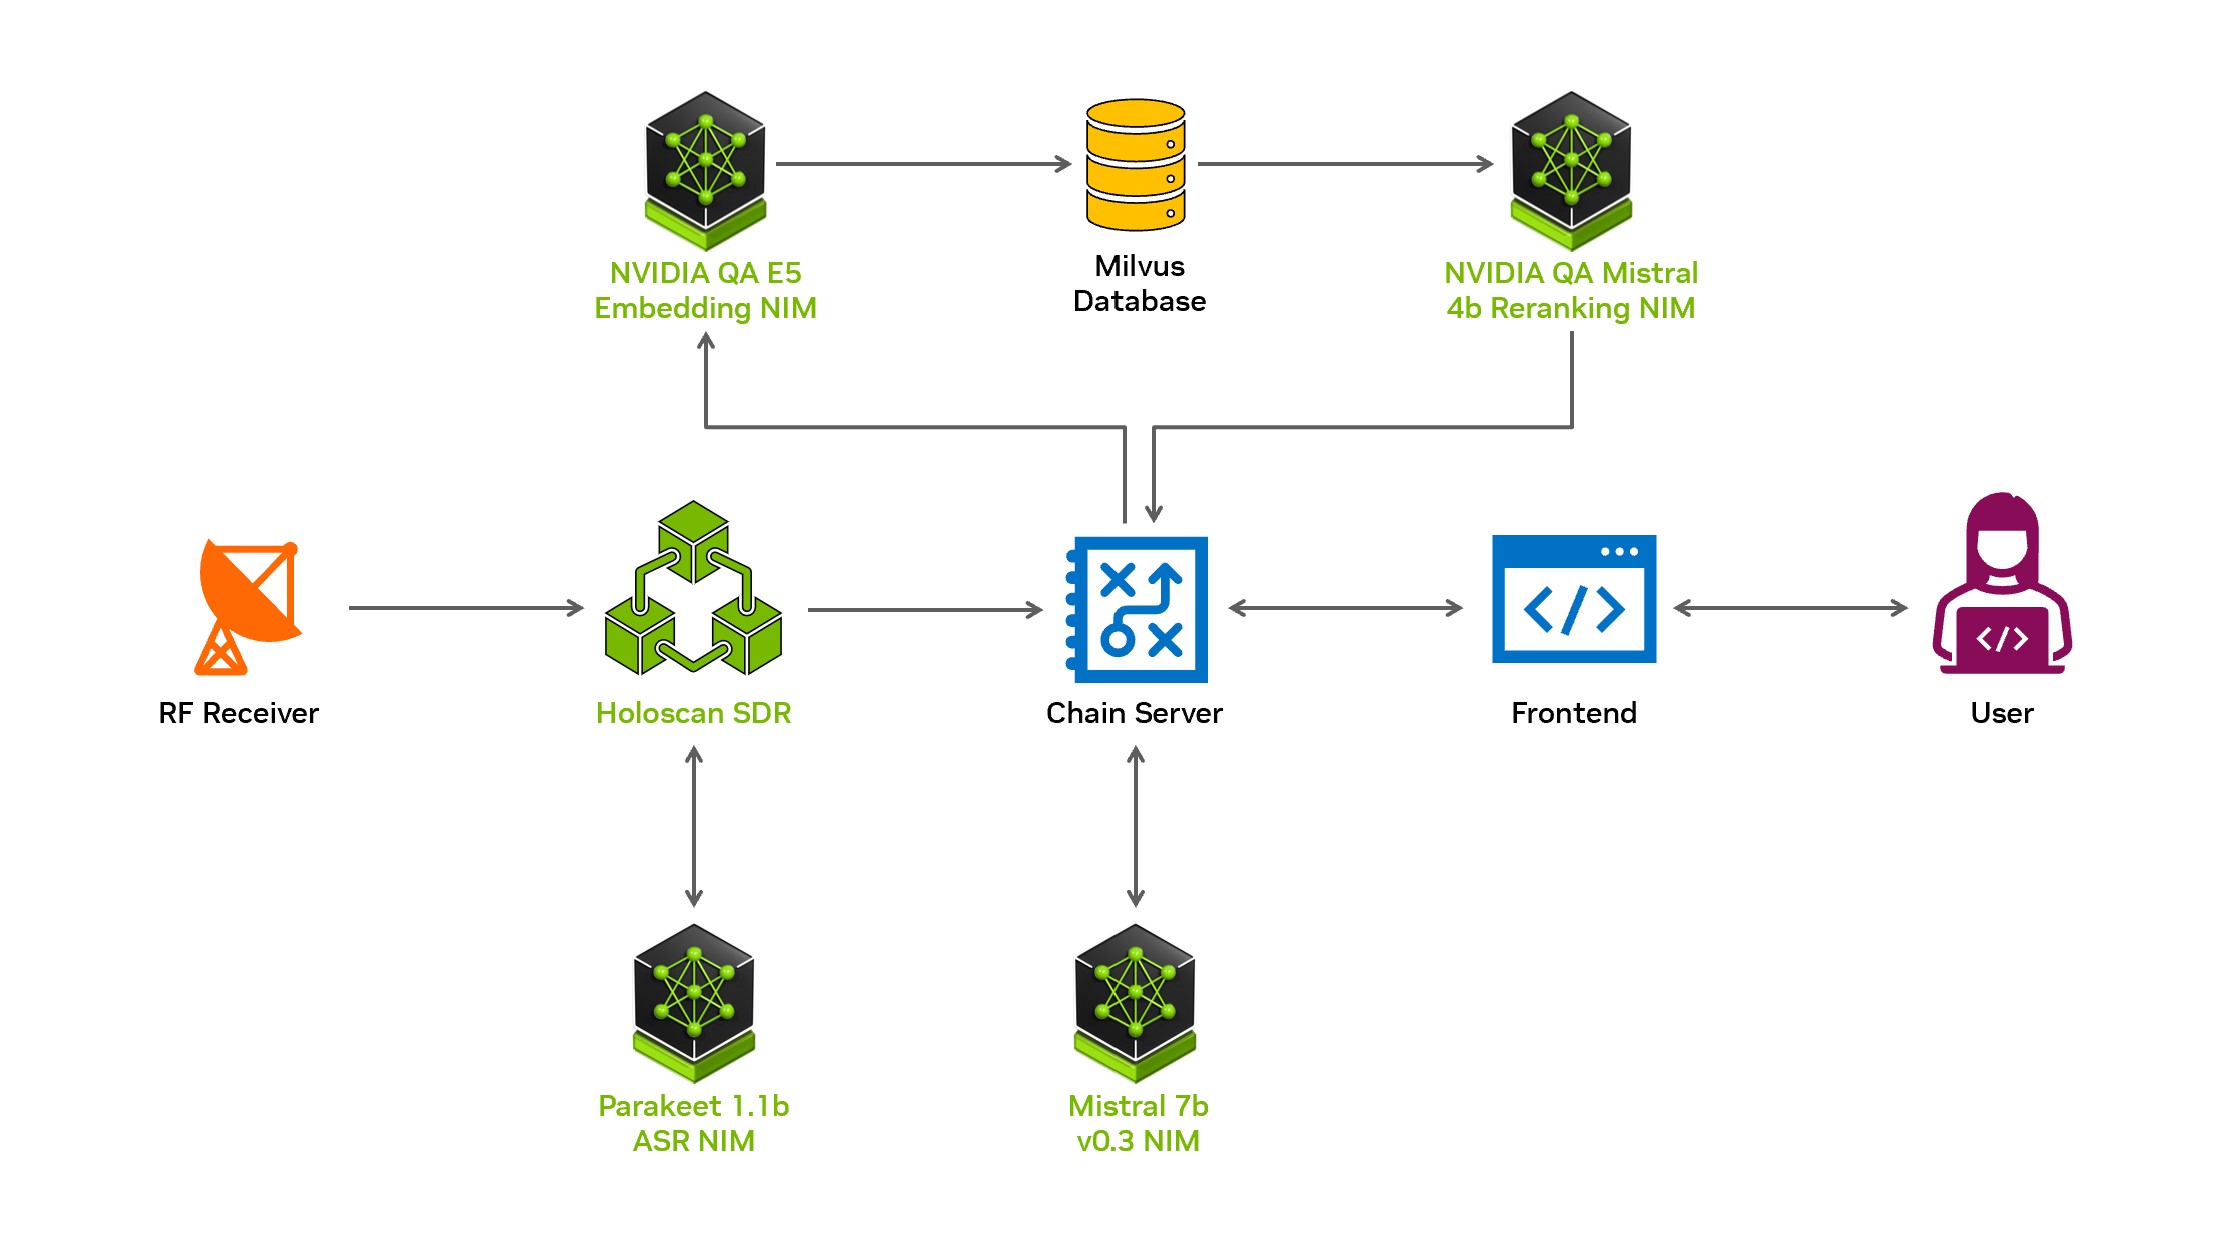 NVIDIA QA E5
Embedding NIM
Milvus
Database
NVIDIA QA Mistral
4b Reranking NIM
RF Receiver
Holoscan SDR
Chain Server
Frontend
User
</>
</>
Parakeet 1.1b
ASR NIM
Mistral 7b
v0.3 NIM